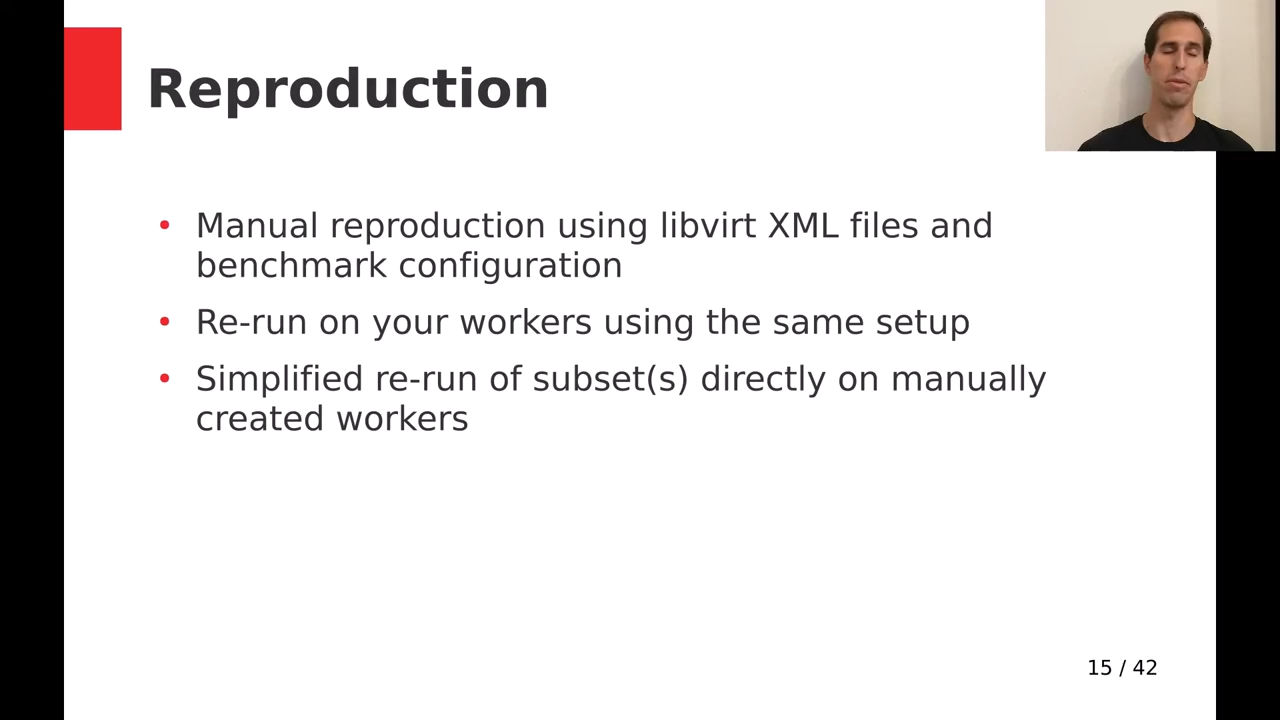 Reproduction
• Manual reproduction using libvirt XML files and
benchmark configuration
• Re-run on your workers using the same setup
• Simplified re-run of subset(s) directly on manually
created workers
15 / 42